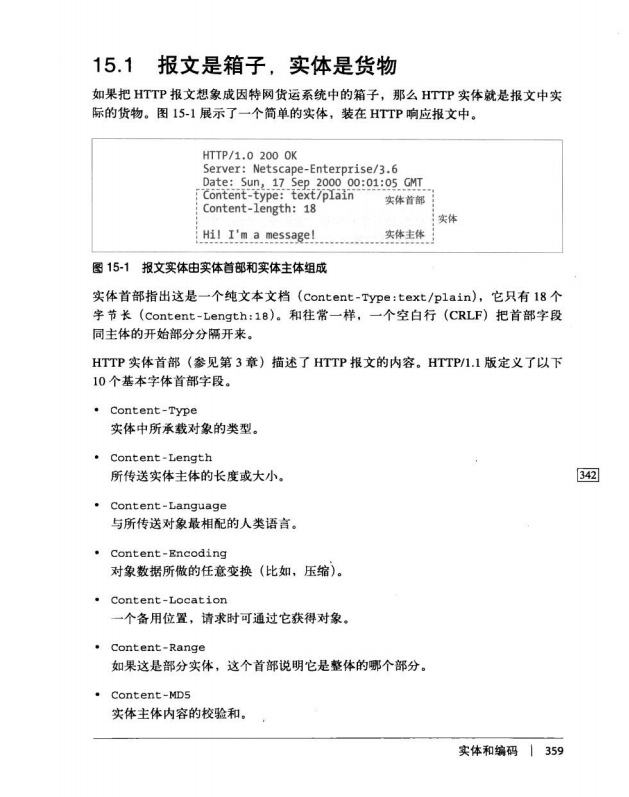 15.1 报文是箱子，实体是货物
如果把 HTTP 报文想象成因特网货运系统中的箱子，那么 HTTP 实体就是报文中实
际的货物。图 15-1 展示了一个简单的实体，装在 HTTP 响应报文中。
HTTP/1.0 200 OK
Server: Netscape-Enterprise/3.6
Date: Sun, 17 Sep 2000 00:01:05 GMT
Content-type: text/plain
实体首部
Content-length: 18
实体
Hi! I'm a message!
实体主体
图 15-1 报文实体由实体首部和实体主体组成
实体首部指出这是一个纯文本文档（Content-Type:text/plain），它只有 18 个
字节长（Content-Length:18）。和往常一样，一个空白行（CRLF）把首部字段
同主体的开始部分分隔开来。
HTTP 实体首部（参见第 3 章）描述了 HTTP 报文的内容。HTTP/1.1 版定义了以下
10 个基本字体首部字段。
• Content-Type
实体中所承载对象的类型。
• Content-Length
所传送实体主体的长度或大小。
342
• Content-Language
与所传送对象最相配的人类语言。
• Content-Encoding
对象数据所做的任意变换（比如，压缩）。
• Content-Location
一个备用位置，请求时可通过它获得对象。
• Content-Range
如果这是部分实体，这个首部说明它是整体的哪个部分。
• Content-MD5
实体主体内容的校验和。
实体和编码 | 359